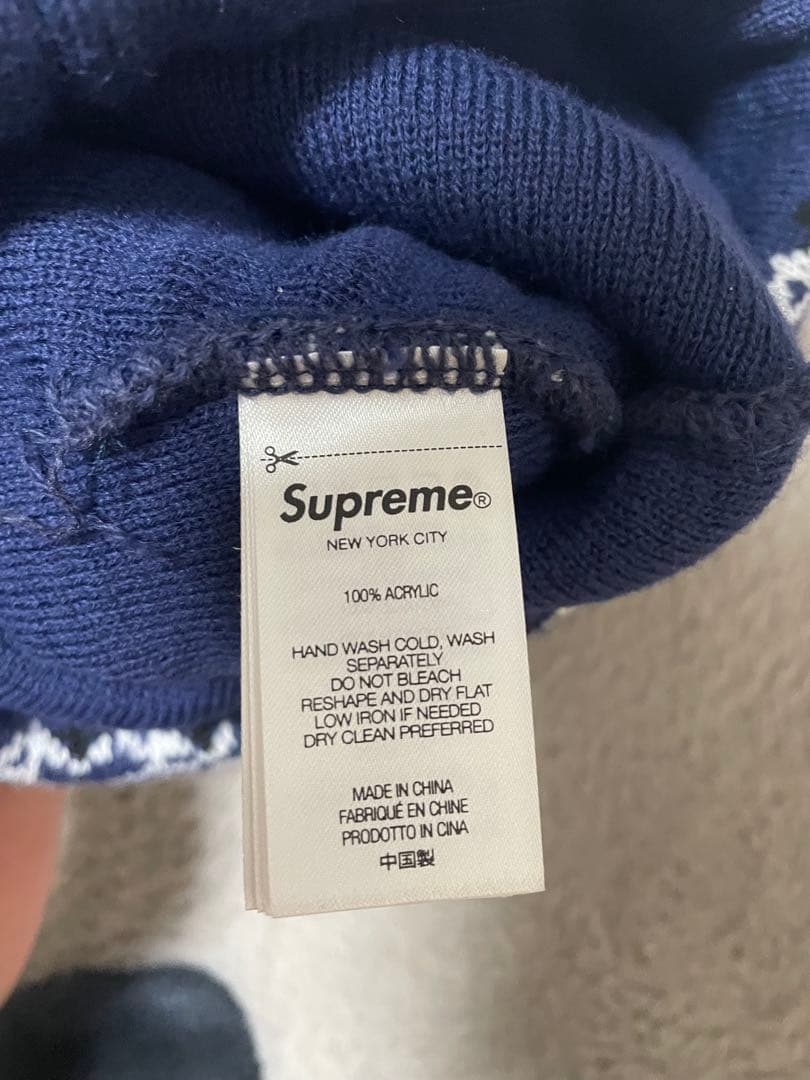 Supreme®
NEW YORK CITY
100% ACRYLIC
HAND WASH COLD, WASH
SEPARATELY
DO NOT BLEACH
RESHAPE AND DRY FLAT
LOW IRON IF NEEDED
DRY CLEAN PREFERRED
MADE IN CHINA
FABRIQUÉ EN CHINE
PRODOTTO IN CINA
中国製